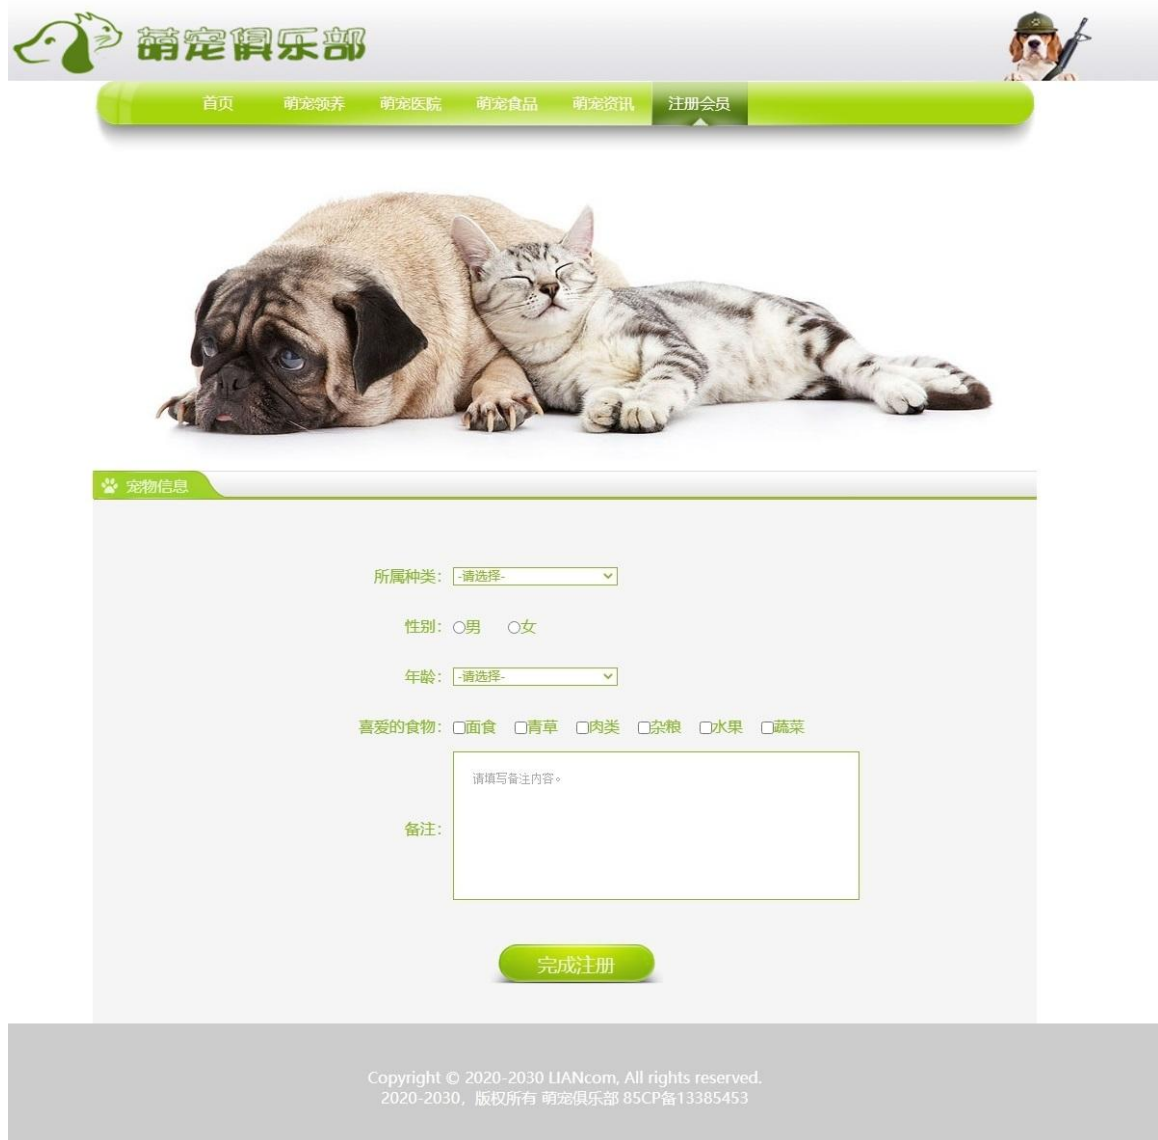 萌宠俱乐部
首页 萌宠领养 萌宠医院 萌宠食品 萌宠资讯 注册会员
宠物信息
所属种类： -请选择-
性别： 男 女
年龄： -请选择-
喜爱的食物： 面食 青草 肉类 杂粮 水果 蔬菜
请填写备注内容。
备注：
完成注册
Copyright © 2020-2030 LIANcom, All rights reserved.
2020-2030，版权所有 萌宠俱乐部 85CP备13385453